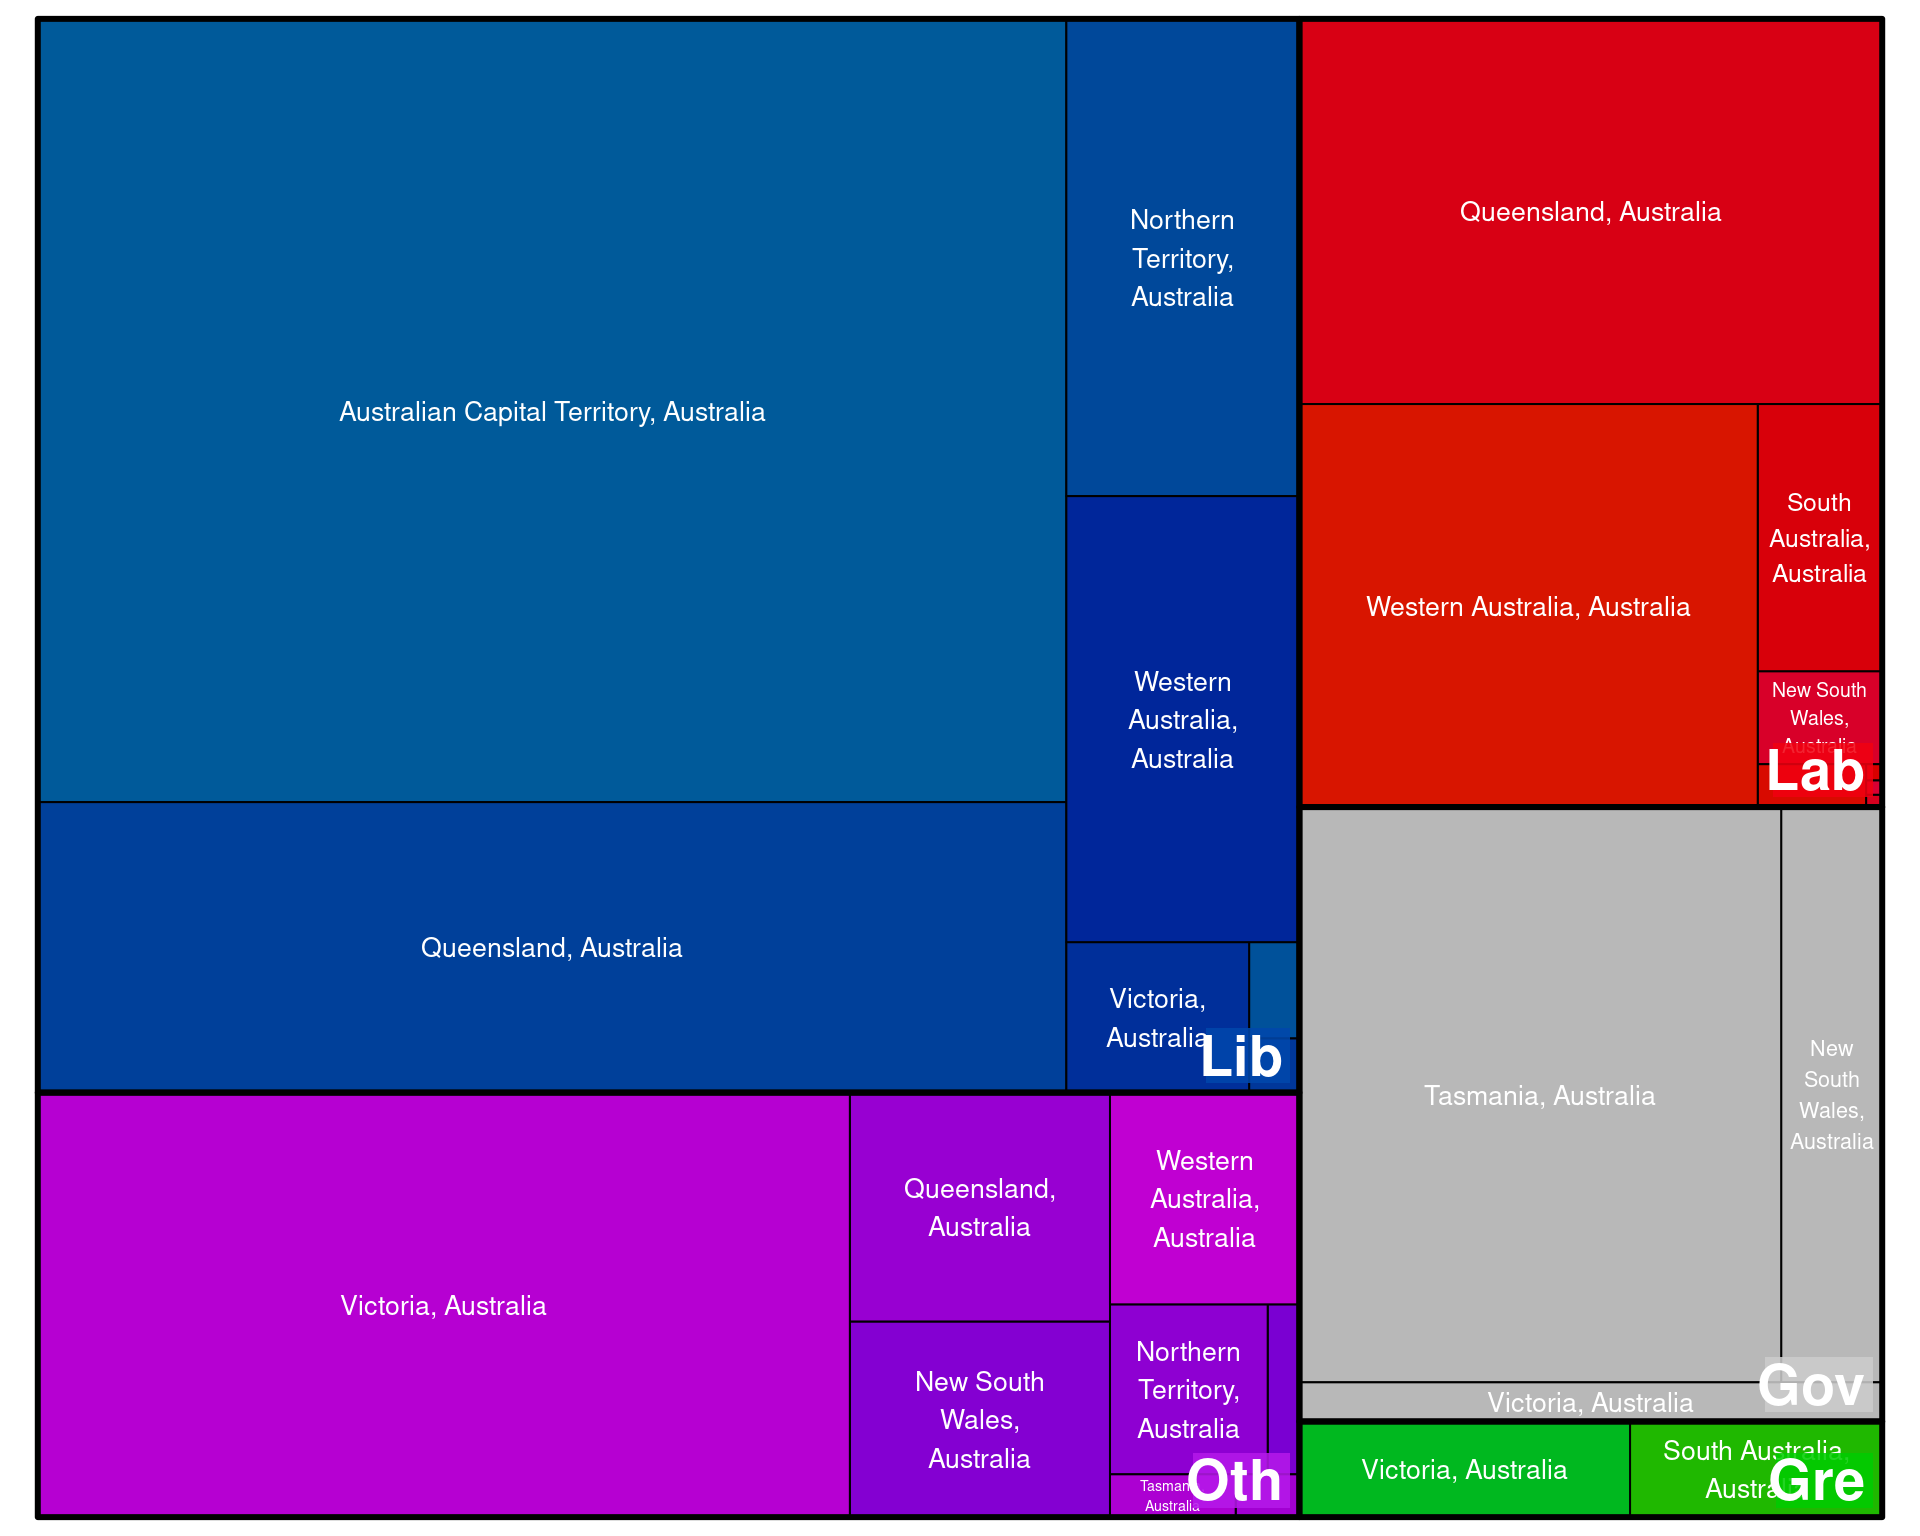 Australian Capital Territory, Australia
Northern
Territory,
Australia
Western
Australia,
Australia
Queensland, Australia
Victoria,
Australia
Lib
Queensland, Australia
Western Australia, Australia
South
Australia,
Australia
New South
Wales,
Australia
Lab
Victoria, Australia
Queensland,
Australia
New South
Wales,
Australia
Western
Australia,
Australia
Northern
Territory,
Australia
Tasmania,
Australia
Oth
Tasmania, Australia
New
South
Wales,
Australia
Victoria, Australia
Gov
Victoria, Australia
South Australia,
Australia
Gre